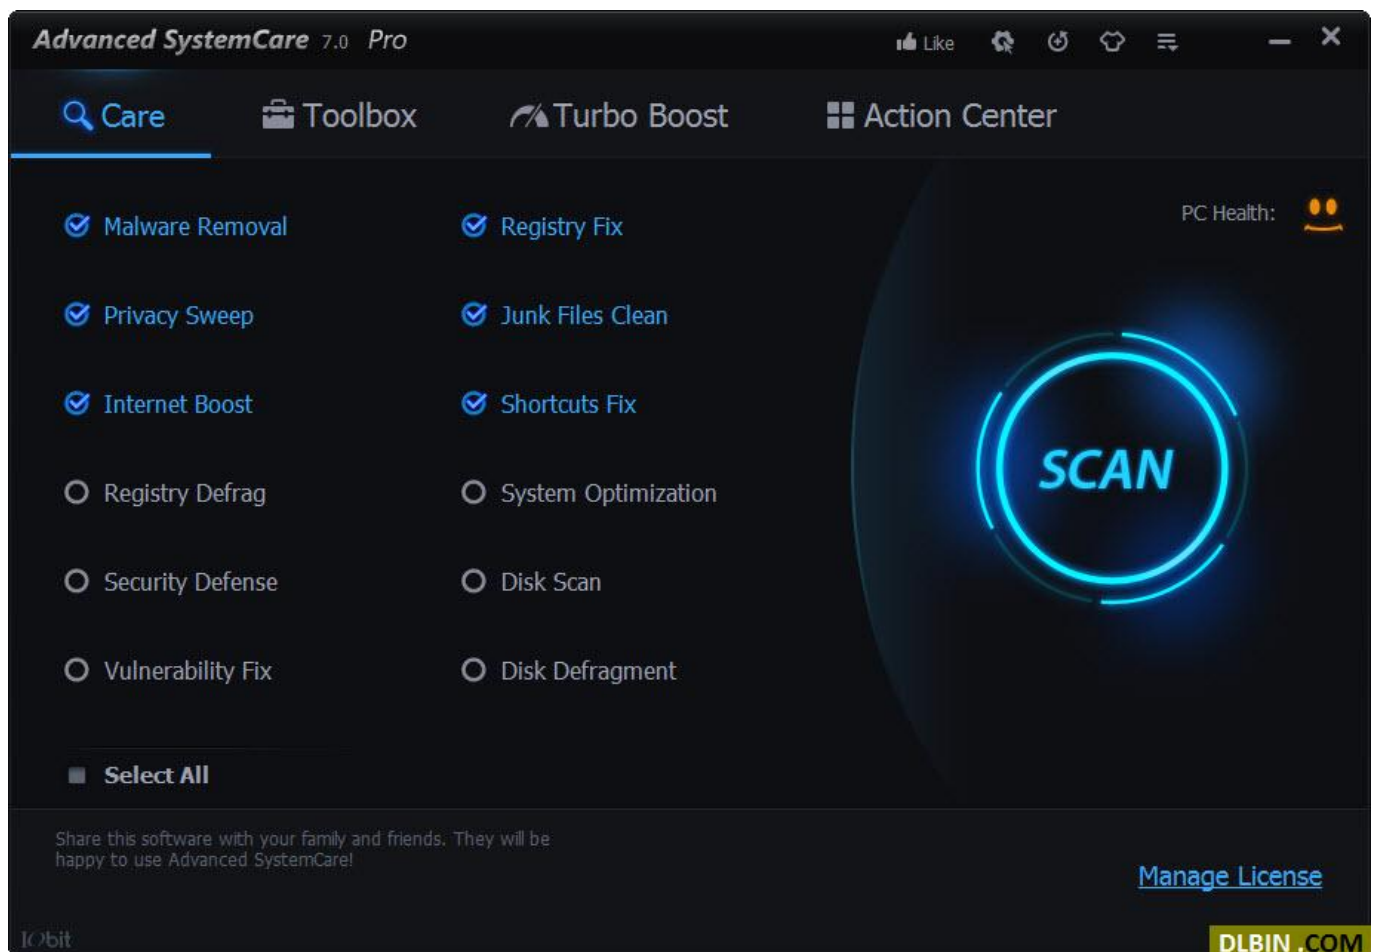 Advanced SystemCare 7.0 Pro
Like
Care
Toolbox
Turbo Boost
Action Center
Malware Removal
Registry Fix
PC Health:
Privacy Sweep
Junk Files Clean
Internet Boost
Shortcuts Fix
SCAN
Registry Defrag
System Optimization
Security Defense
Disk Scan
Vulnerability Fix
Disk Defragment
Select All
Share this software with your family and friends. They will be
happy to use Advanced SystemCare!
Manage License
IObit
DLBIN .COM